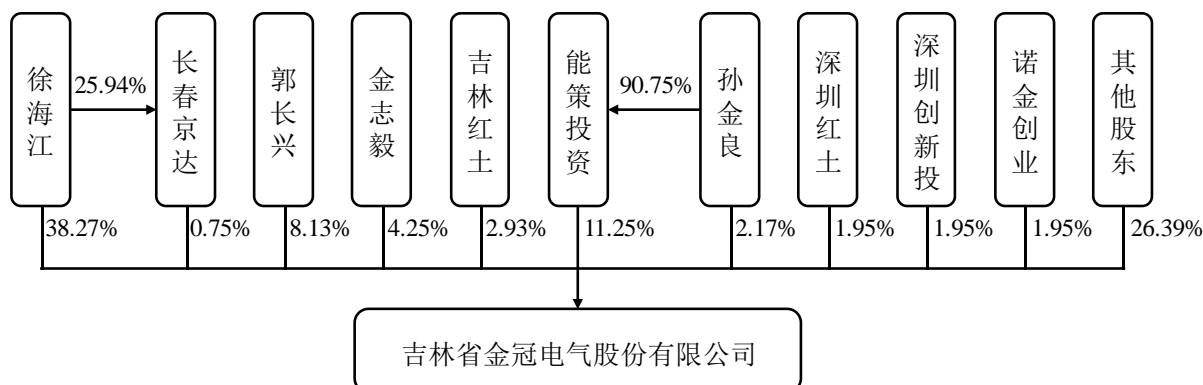 徐海江
25.94%
长春京达
郭长兴
金志毅
吉林红土
能策投资
90.75%
孙金良
深圳红土
深圳创新投
诺金创业
其他股东
38.27%
0.75%
8.13%
4.25%
2.93%
11.25%
2.17%
1.95%
1.95%
1.95%
26.39%
吉林省金冠电气股份有限公司